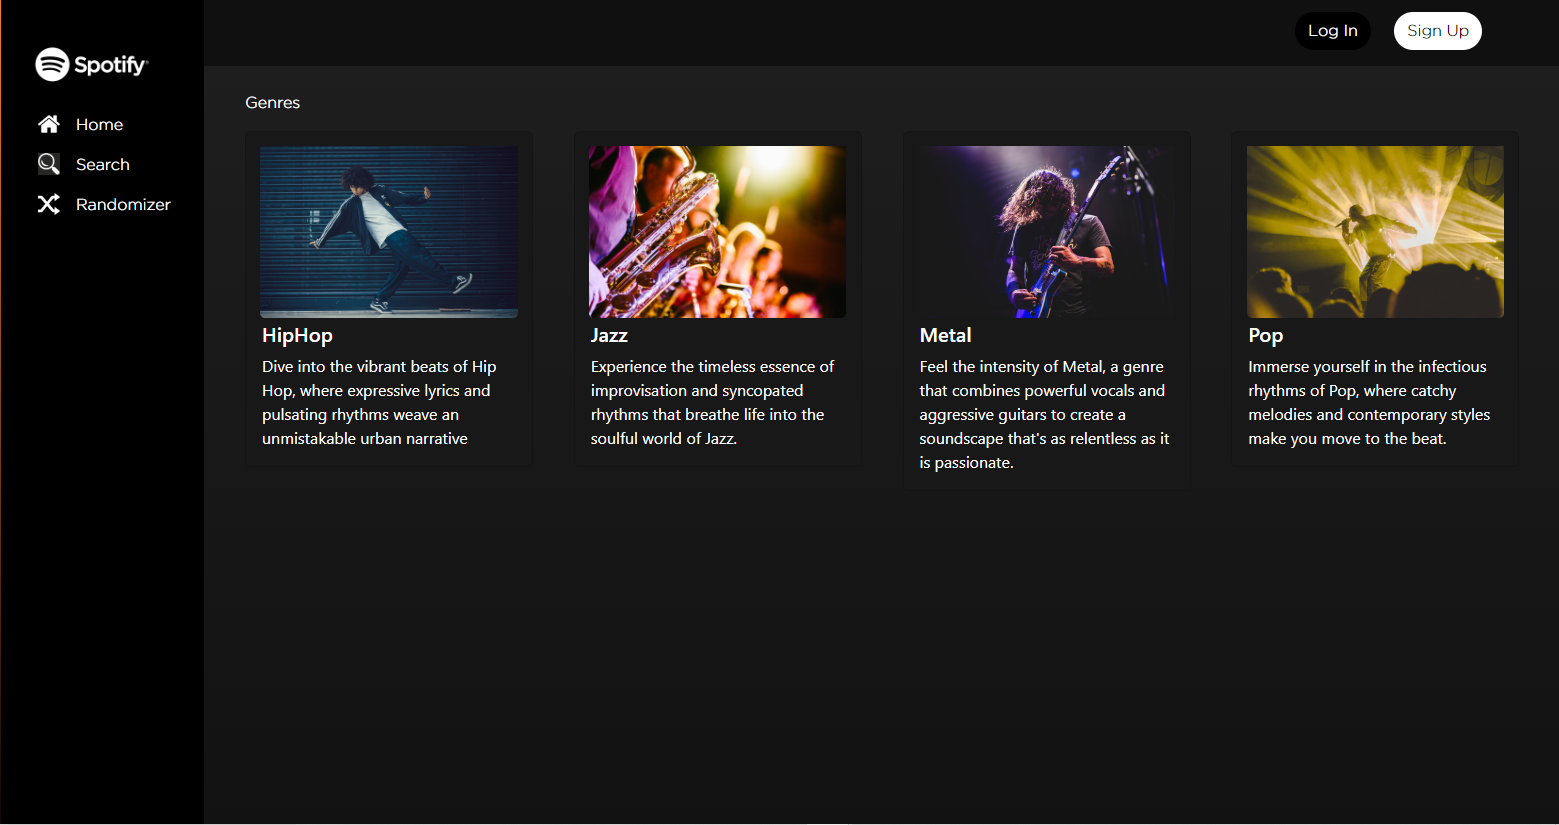 Spotify
Home
Search
Randomizer
Log In
Sign Up
Genres
HipHop
Dive into the vibrant beats of Hip
Hop, where expressive lyrics and
pulsating rhythms weave an
unmistakable urban narrative
Jazz
Experience the timeless essence of
improvisation and syncopated
rhythms that breathe life into the
soulful world of Jazz.
Metal
Feel the intensity of Metal, a genre
that combines powerful vocals and
aggressive guitars to create a
soundscape that's as relentless as it
is passionate.
Pop
Immerse yourself in the infectious
rhythms of Pop, where catchy
melodies and contemporary styles
make you move to the beat.